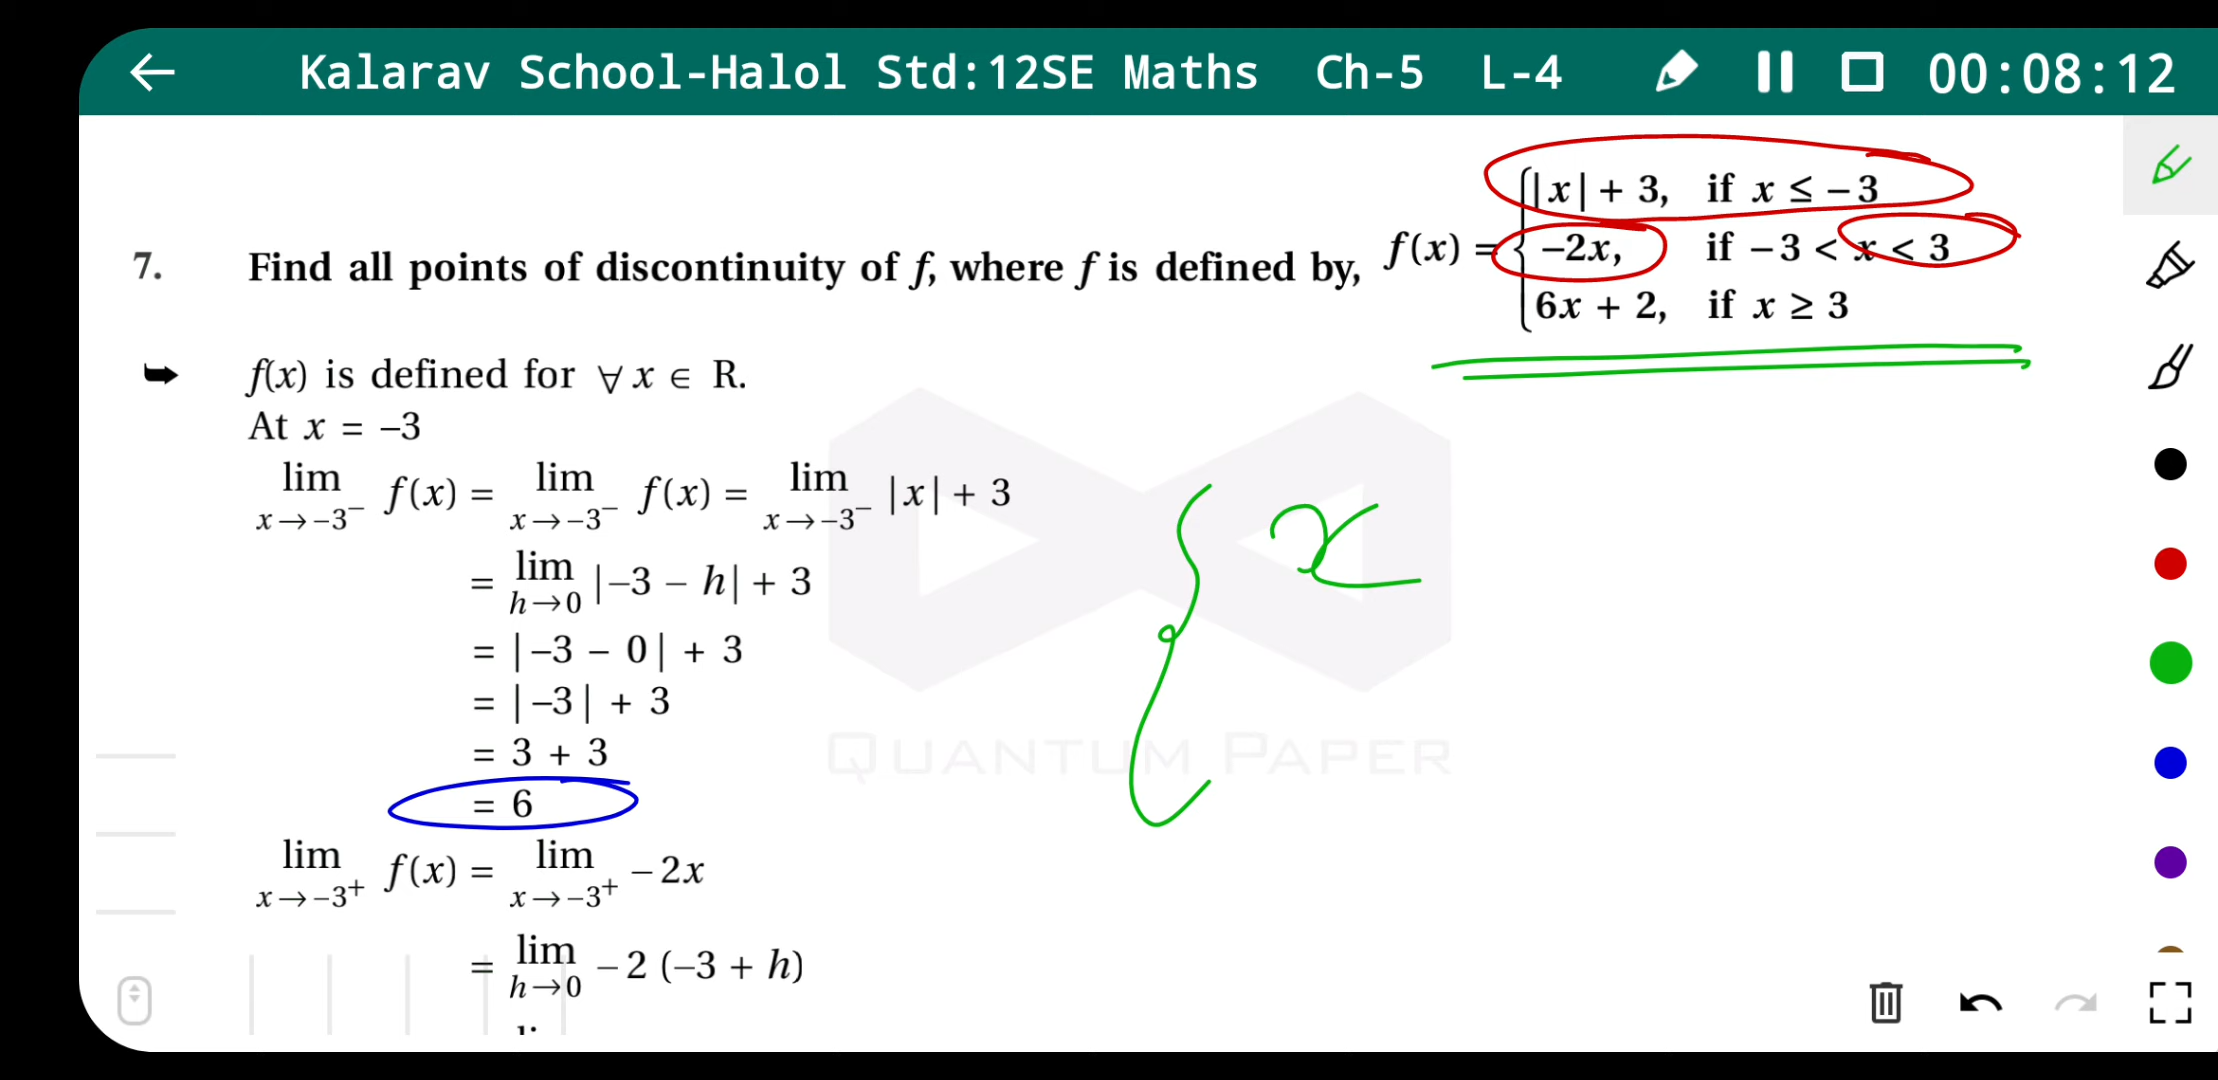 Kalarav School-Halol Std:12SE Maths Ch-5 L-4 00:08:12
7. Find all points of discontinuity of f, where f is defined by, f(x) = { |x| + 3, if x ≤ −3
−2x, if −3 < x < 3
6x + 2, if x ≥ 3
f(x) is defined for ∀ x ∈ R.
At x = −3
lim x→−3⁻ f(x) = lim x→−3⁻ f(x) = lim x→−3⁻ |x| + 3
= lim h→0 |−3 − h| + 3
= |−3 − 0| + 3
= |−3| + 3
= 3 + 3
= 6
lim x→−3⁺ f(x) = lim x→−3⁺ −2x
= lim h→0 −2 (−3 + h)
x
QUANTUM PAPER